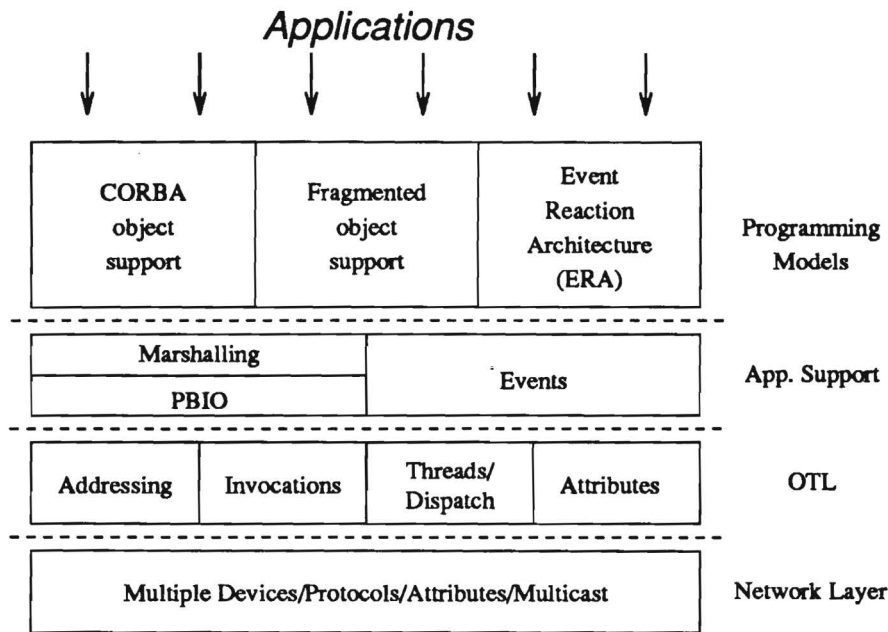 Applications
CORBA
object
support
Fragmented
object
support
Event
Reaction
Architecture
(ERA)
Programming
Models
Marshalling
PBIO
Events
App. Support
Addressing
Invocations
Threads/
Dispatch
Attributes
OTL
Multiple Devices/Protocols/Attributes/Multicast
Network Layer